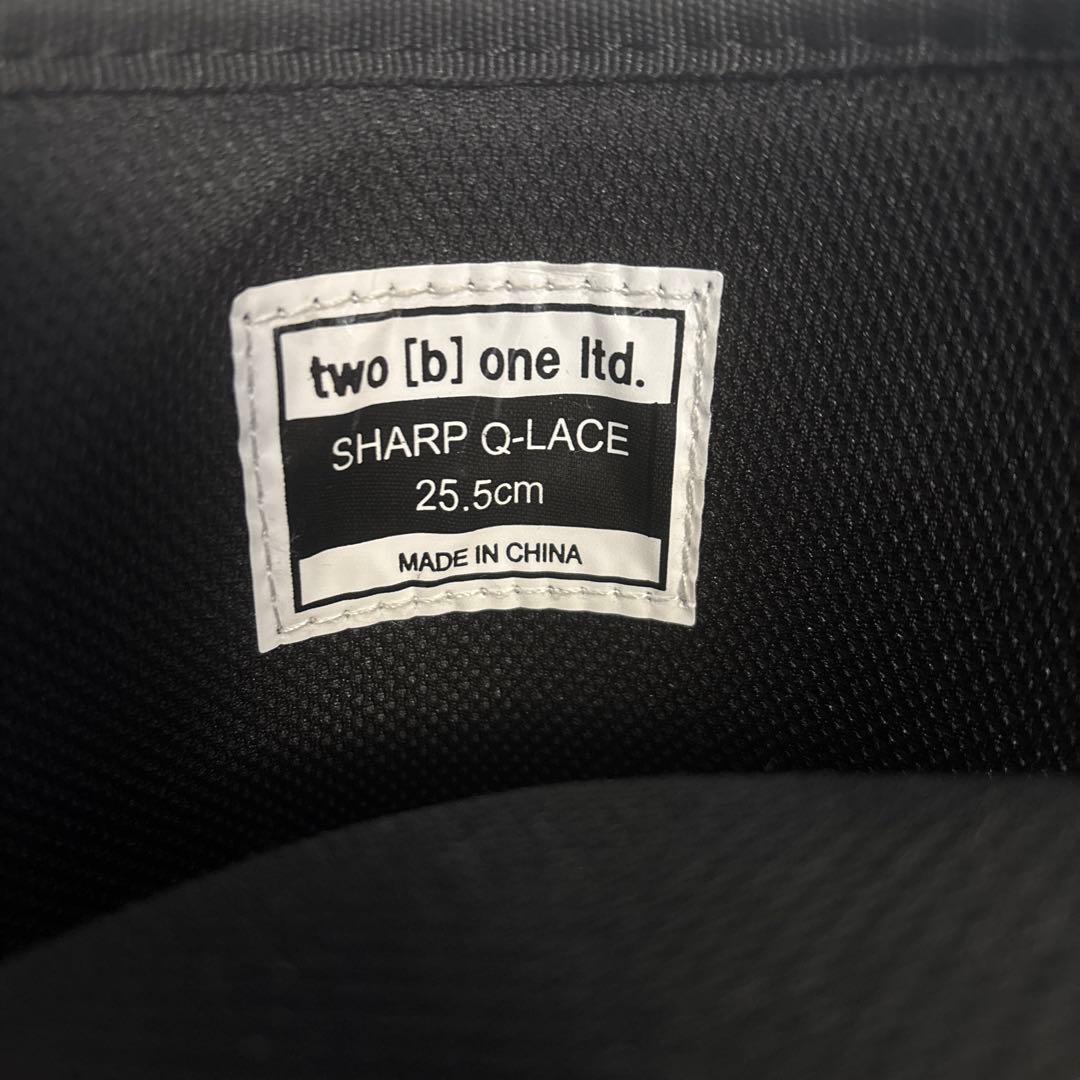 two [b] one ltd.
SHARP Q-LACE
25.5cm
MADE IN CHINA